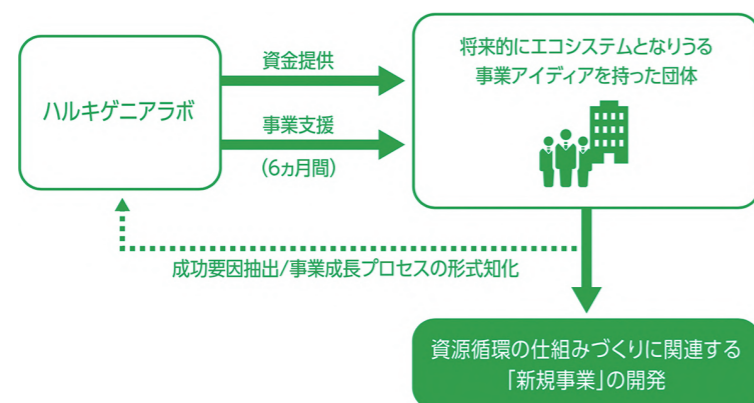 ハルキゲニアラボ
資金提供
事業支援
(6ヵ月間)
将来的にエコシステムとなりうる
事業アイディアを持った団体
成功要因抽出/事業成長プロセスの形式知化
資源循環の仕組みづくりに関連する
「新規事業」の開発